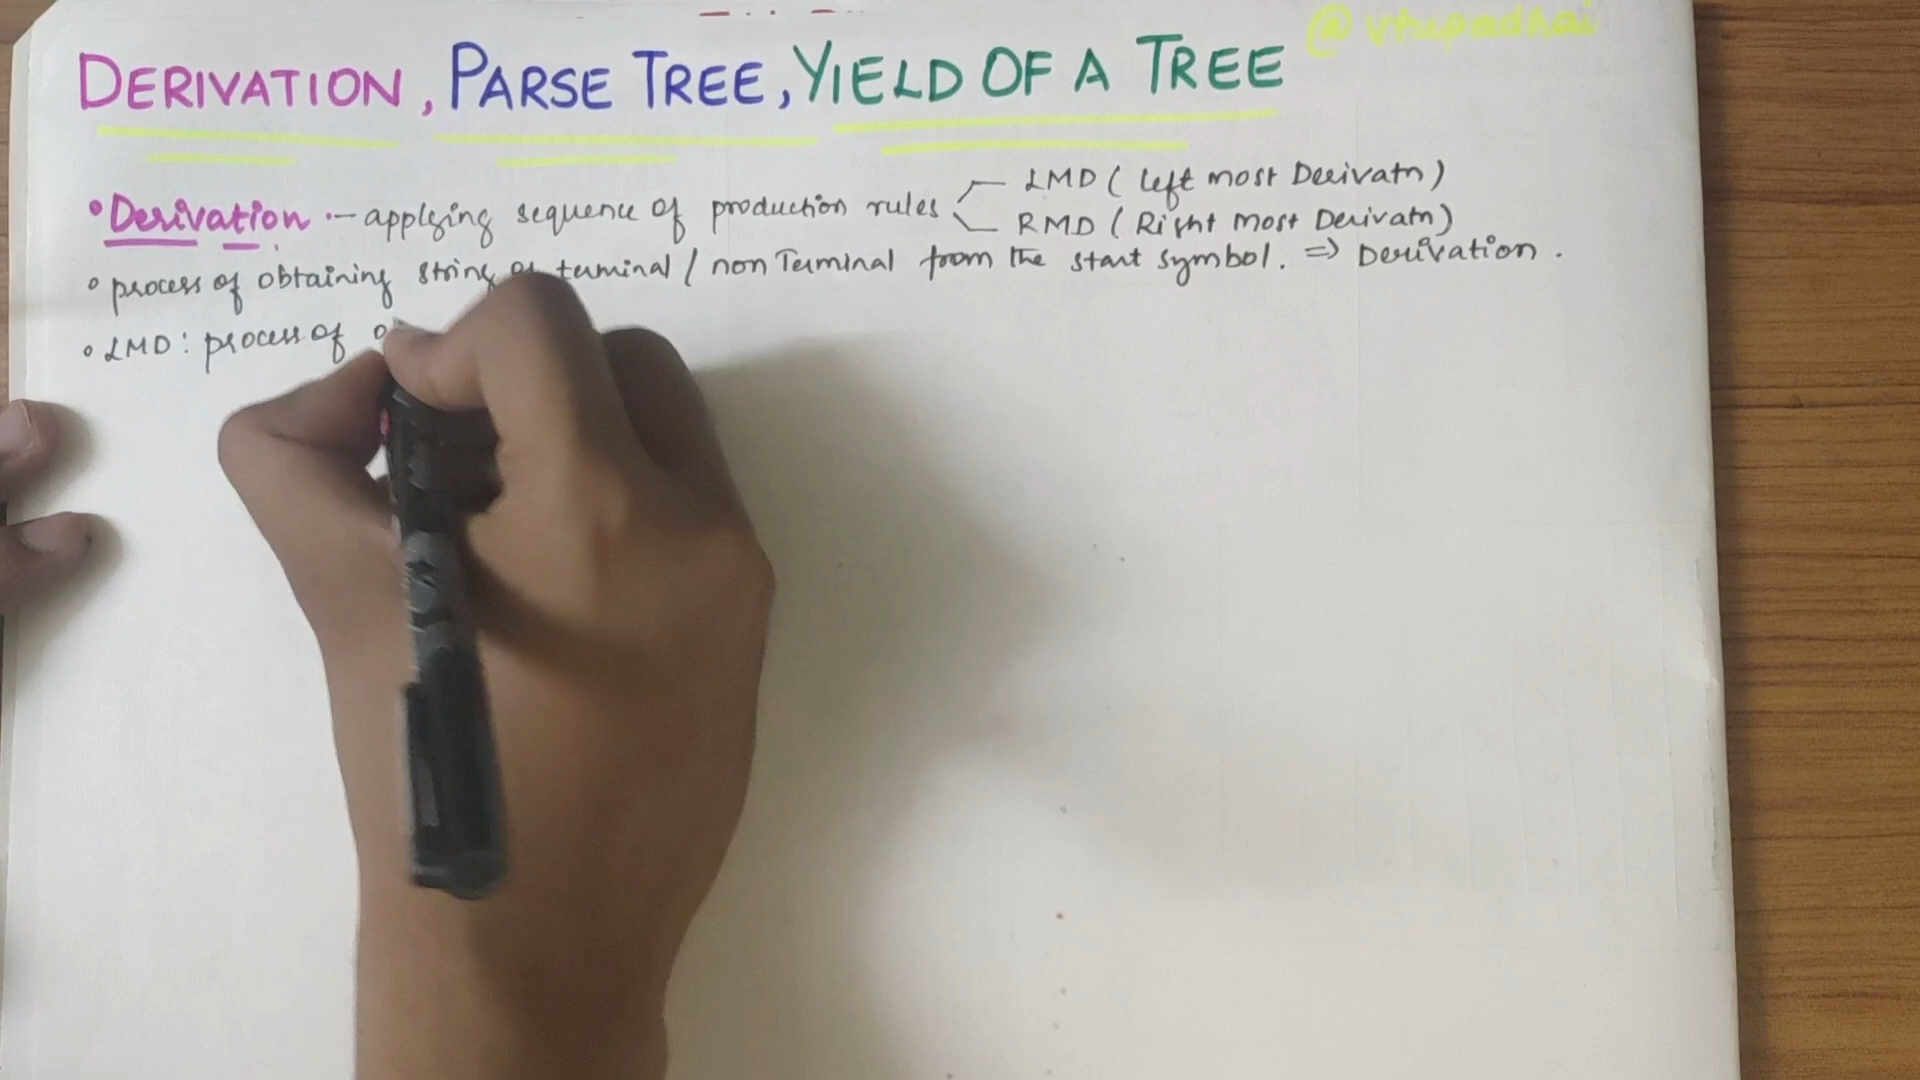 DERIVATION, PARSE TREE, YIELD OF A TREE
@vtupadhai
• Derivation :- applying sequence of production rules
LMD ( Left most Derivatn )
RMD ( Right most Derivatn )
• process of obtaining string of terminal / non Terminal from the start symbol. => Derivation .
• LMD : process of